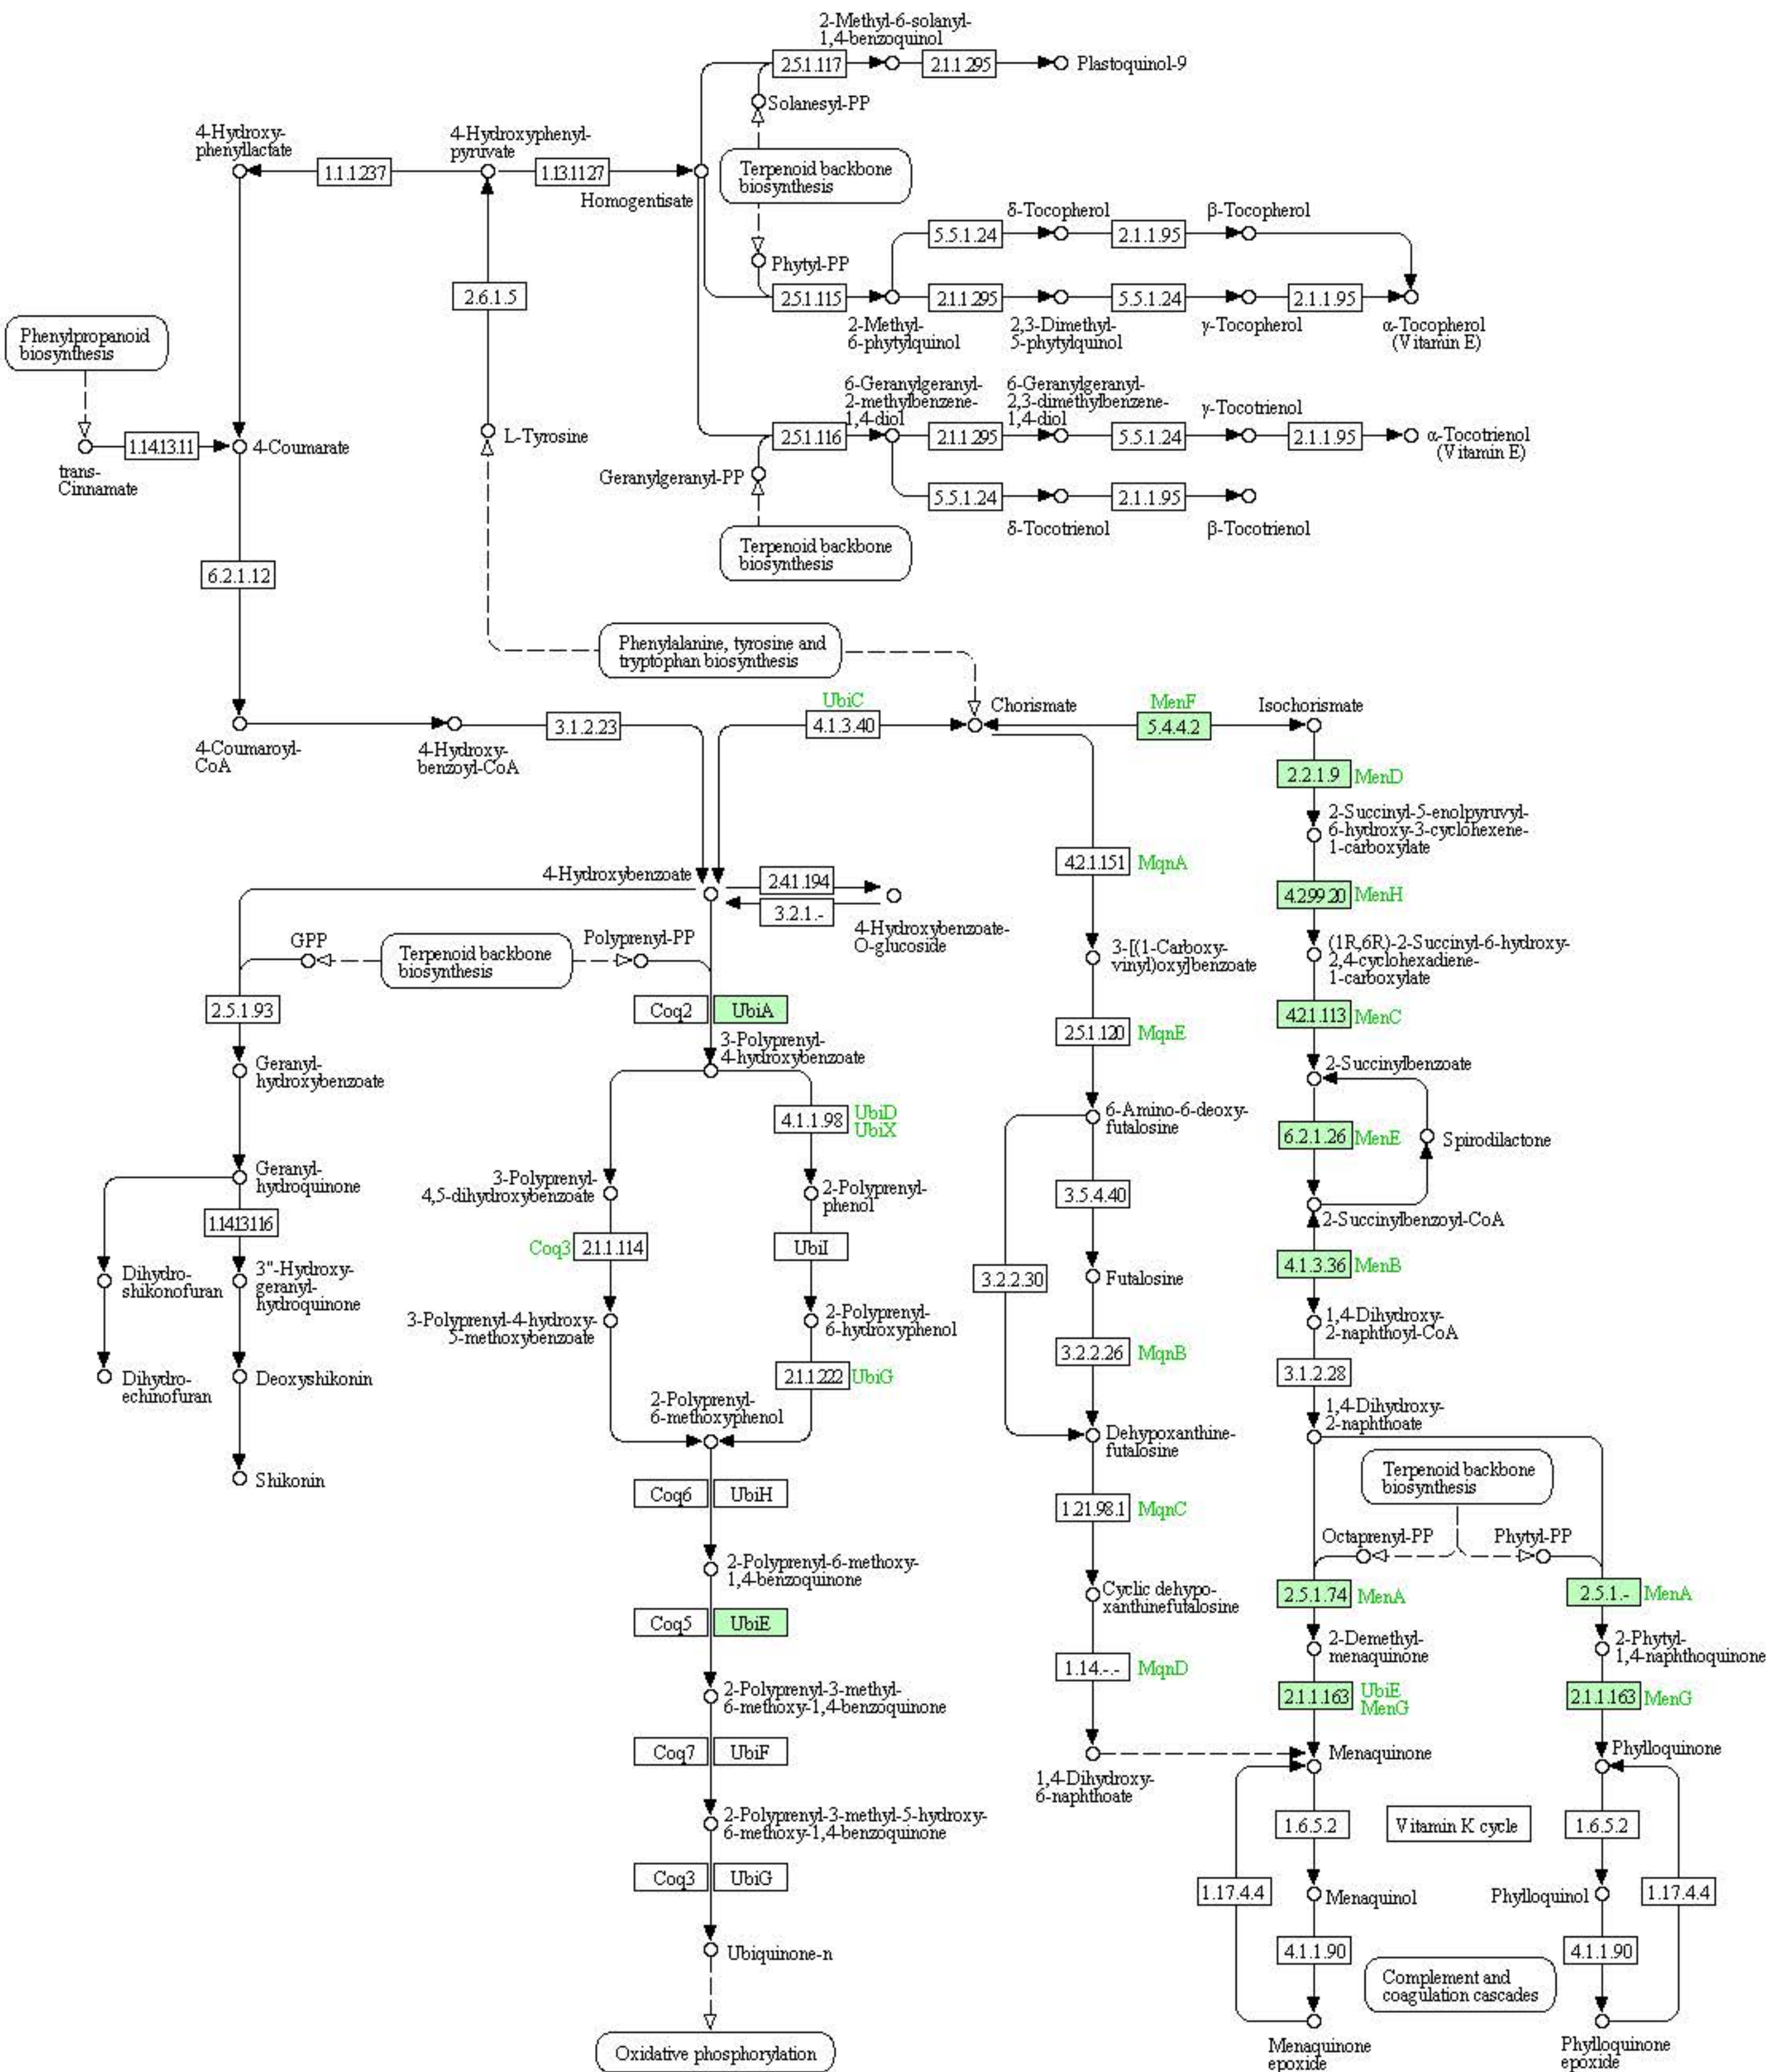 2-Methyl-6-solanyl-
1,4-benzoquinol
2.5.1.117
2.1.1.295
Plastoquinol-9
Solanesyl-PP
4-Hydroxy-
phenyllactate
4-Hydroxyphenyl-
pyruvate
1.1.1.237
1.13.11.27
Homogentisate
Terpenoid backbone
biosynthesis
δ-Tocopherol
β-Tocopherol
5.5.1.24
2.1.1.95
Phytyl-PP
2.6.1.5
2.5.1.115
2.1.1.295
5.5.1.24
2.1.1.95
2-Methyl-
6-phytylquinol
2,3-Dimethyl-
5-phytylquinol
γ-Tocopherol
α-Tocopherol
(Vitamin E)
Phenylpropanoid
biosynthesis
6-Geranylgeranyl-
2-methylbenzene-
1,4-diol
6-Geranylgeranyl-
2,3-dimethylbenzene-
1,4-diol
γ-Tocotrienol
L-Tyrosine
2.5.1.116
2.1.1.295
5.5.1.24
2.1.1.95
α-Tocotrienol
(Vitamin E)
1.14.13.11
4-Coumarate
trans-
Cinnamate
Geranylgeranyl-PP
5.5.1.24
2.1.1.95
δ-Tocotrienol
β-Tocotrienol
Terpenoid backbone
biosynthesis
6.2.1.12
Phenylalanine, tyrosine and
tryptophan biosynthesis
UbiC
4.1.3.40
Chorismate
MenF
5.4.4.2
Isochorismate
3.1.2.23
4-Coumaroyl-
CoA
4-Hydroxy-
benzoyl-CoA
2.2.1.9
MenD
2-Succinyl-5-enolpyruvyl-
6-hydroxy-3-cyclohexene-
1-carboxylate
4.2.1.151
MqnA
4-Hydroxybenzoate
2.4.1.194
3.2.1.-
4-Hydroxybenzoate-
O-glucoside
4.2.99.20
MenH
GPP
Terpenoid backbone
biosynthesis
Polyprenyl-PP
3-[(1-Carboxy-
vinyl)oxy]benzoate
(1R,6R)-2-Succinyl-6-hydroxy-
2,4-cyclohexadiene-
1-carboxylate
2.5.1.93
Coq2
UbiA
4.2.1.113
MenC
2.5.1.120
MqnE
3-Polyprenyl-
4-hydroxybenzoate
Geranyl-
hydroxybenzoate
2-Succinylbenzoate
4.1.1.98
UbiD
UbiX
6-Amino-6-deoxy-
futalosine
6.2.1.26
MenE
Spirodilactone
Geranyl-
hydroquinone
3-Polyprenyl-
4,5-dihydroxybenzoate
2-Polyprenyl-
phenol
3.5.4.40
2-Succinylbenzoyl-CoA
1.14.13.116
Coq3
2.1.1.114
UbiI
4.1.3.36
MenB
Dihydro-
shikonofuran
3"-Hydroxy-
geranyl-
hydroquinone
3.2.2.30
Futalosine
3-Polyprenyl-4-hydroxy-
5-methoxybenzoate
2-Polyprenyl-
6-hydroxyphenol
1,4-Dihydroxy-
2-naphthoyl-CoA
3.2.2.26
MqnB
Dihydro-
echinofuran
Deoxyshikonin
2.1.1.222
UbiG
3.1.2.28
2-Polyprenyl-
6-methoxyphenol
1,4-Dihydroxy-
2-naphthoate
Dehypoxanthine-
futalosine
Shikonin
Coq6
UbiH
Terpenoid backbone
biosynthesis
1.21.98.1
MqnC
Octaprenyl-PP
Phytyl-PP
2-Polyprenyl-6-methoxy-
1,4-benzoquinone
Cyclic dehypo-
xanthinefutalosine
2.5.1.74
MenA
2.5.1.-
MenA
Coq5
UbiE
2-Demethyl-
menaquinone
2-Phytyl-
1,4-naphthoquinone
1.14.-.-
MqnD
2-Polyprenyl-3-methyl-
6-methoxy-1,4-benzoquinone
2.1.1.163
UbiE
MenG
2.1.1.163
MenG
Coq7
UbiF
Menaquinone
Phylloquinone
1,4-Dihydroxy-
6-naphthoate
2-Polyprenyl-3-methyl-5-hydroxy-
6-methoxy-1,4-benzoquinone
1.6.5.2
Vitamin K cycle
1.6.5.2
Coq3
UbiG
1.17.4.4
Menaquinol
Phylloquinol
1.17.4.4
Ubiquinone-n
4.1.1.90
4.1.1.90
Complement and
coagulation cascades
Oxidative phosphorylation
Menaquinone
epoxide
Phylloquinone
epoxide